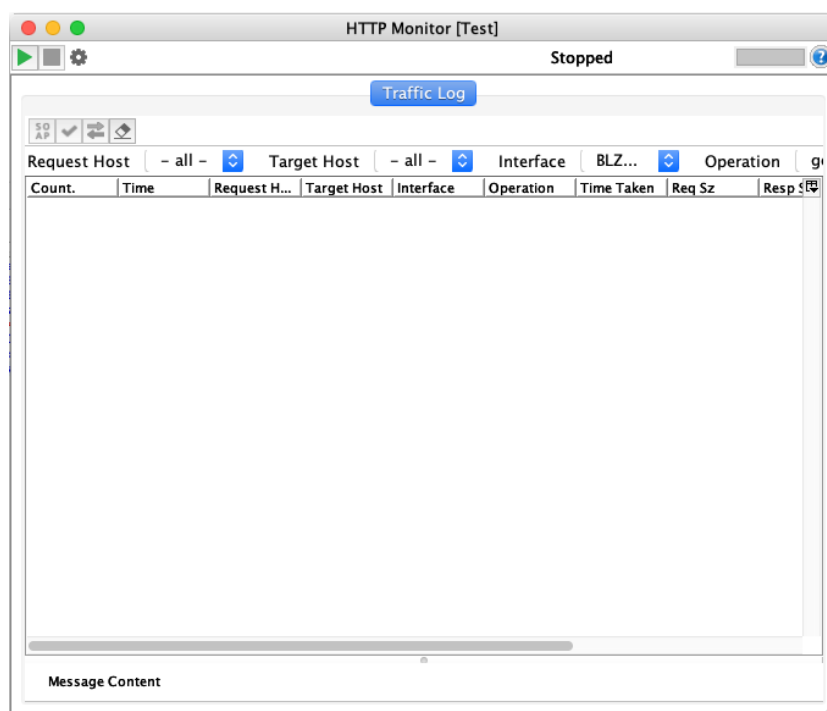 HTTP Monitor [Test]
Stopped
?
Traffic Log
SO
AP
Request Host - all - Target Host - all - Interface BLZ... Operation
Count. Time Request H... Target Host Interface Operation Time Taken Req Sz Resp
Message Content